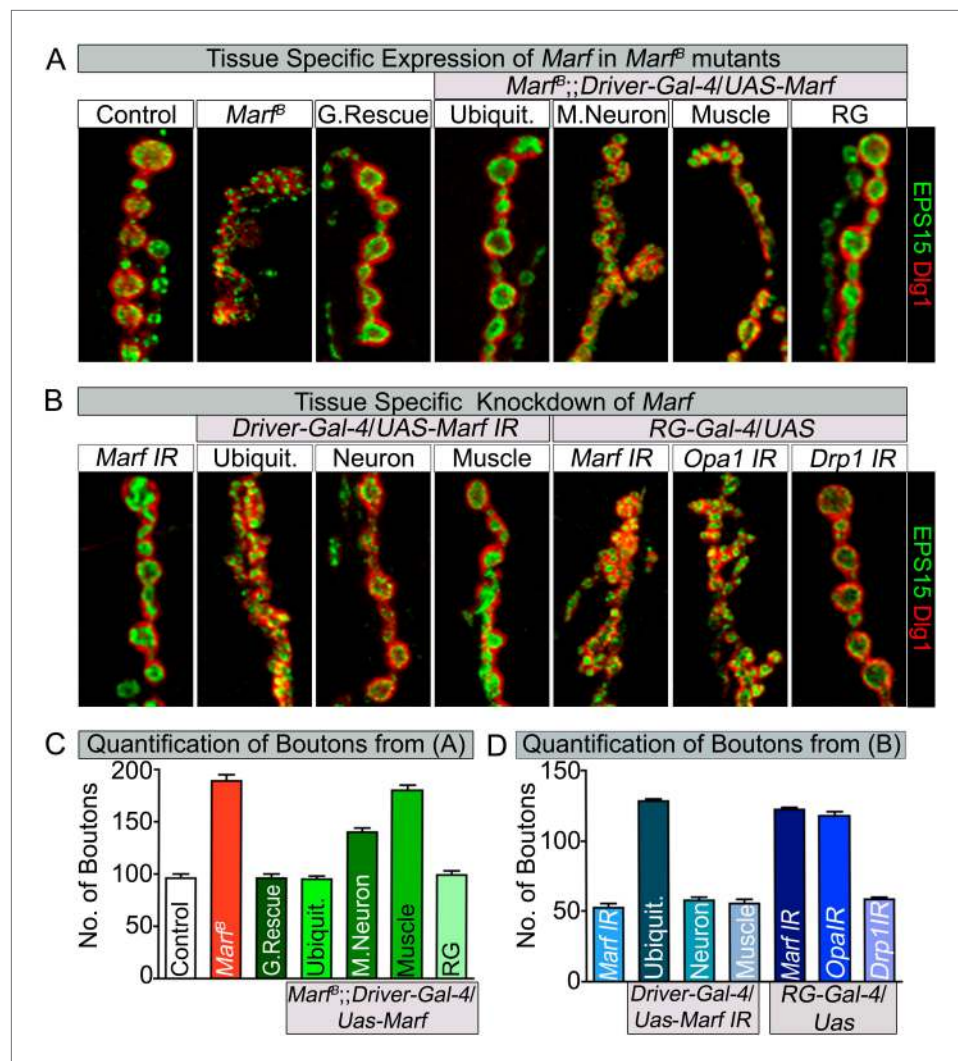 A
Tissue Specific Expression of Marf in Marfᴮ mutants
Marfᴮ;;Driver-Gal-4/UAS-Marf
Control Marfᴮ G.Rescue Ubiquit. M.Neuron Muscle RG
EPS15 Dlg1
B
Tissue Specific Knockdown of Marf
Driver-Gal-4/UAS-Marf IR RG-Gal-4/UAS
Marf IR Ubiquit. Neuron Muscle Marf IR Opa1 IR Drp1 IR
EPS15 Dlg1
C
Quantification of Boutons from (A)
No. of Boutons
200
150
100
50
0
Control
Marfᴮ
G.Rescue
Ubiquit.
M.Neuron
Muscle
RG
Marfᴮ;;Driver-Gal-4/
Uas-Marf
D
Quantification of Boutons from (B)
No. of Boutons
150
100
50
0
Marf IR
Ubiquit.
Neuron
Muscle
Marf IR
OpaIR
Drp1IR
Driver-Gal-4/
Uas-Marf IR
RG-Gal-4/
Uas